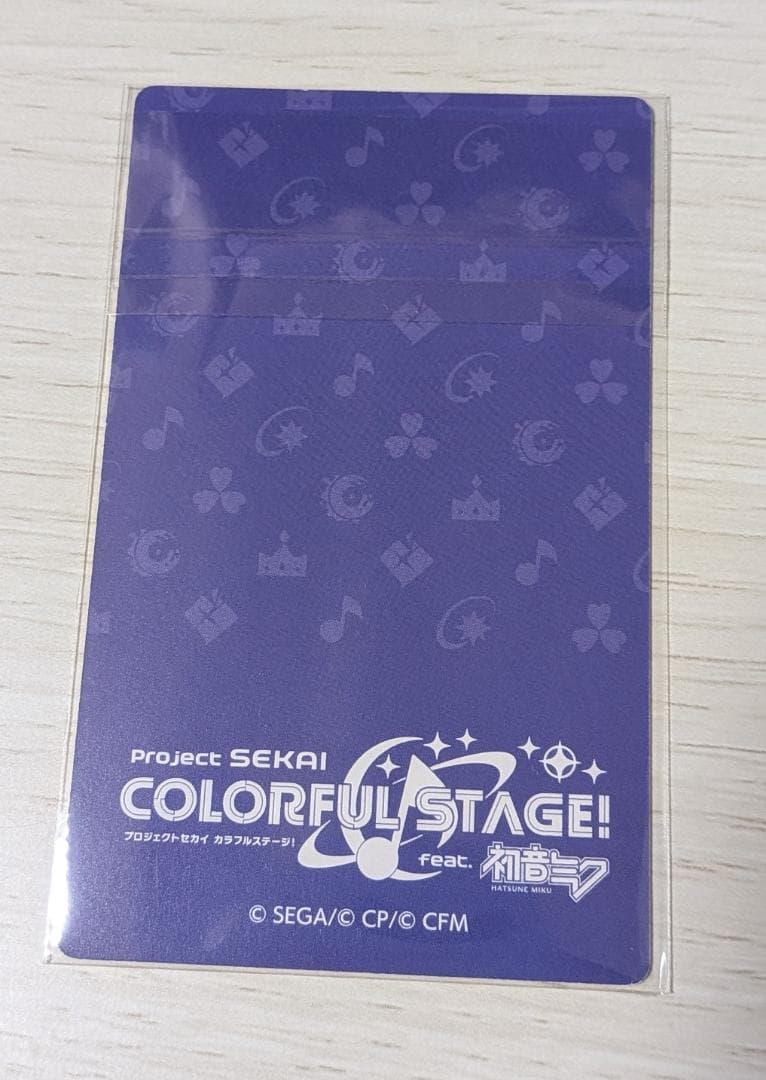 Project SEKAI
COLORFUL STAGE!
プロジェクトセカイ カラフルステージ!
feat. 初音ミク
HATSUNE MIKU
© SEGA/© CP/© CFM